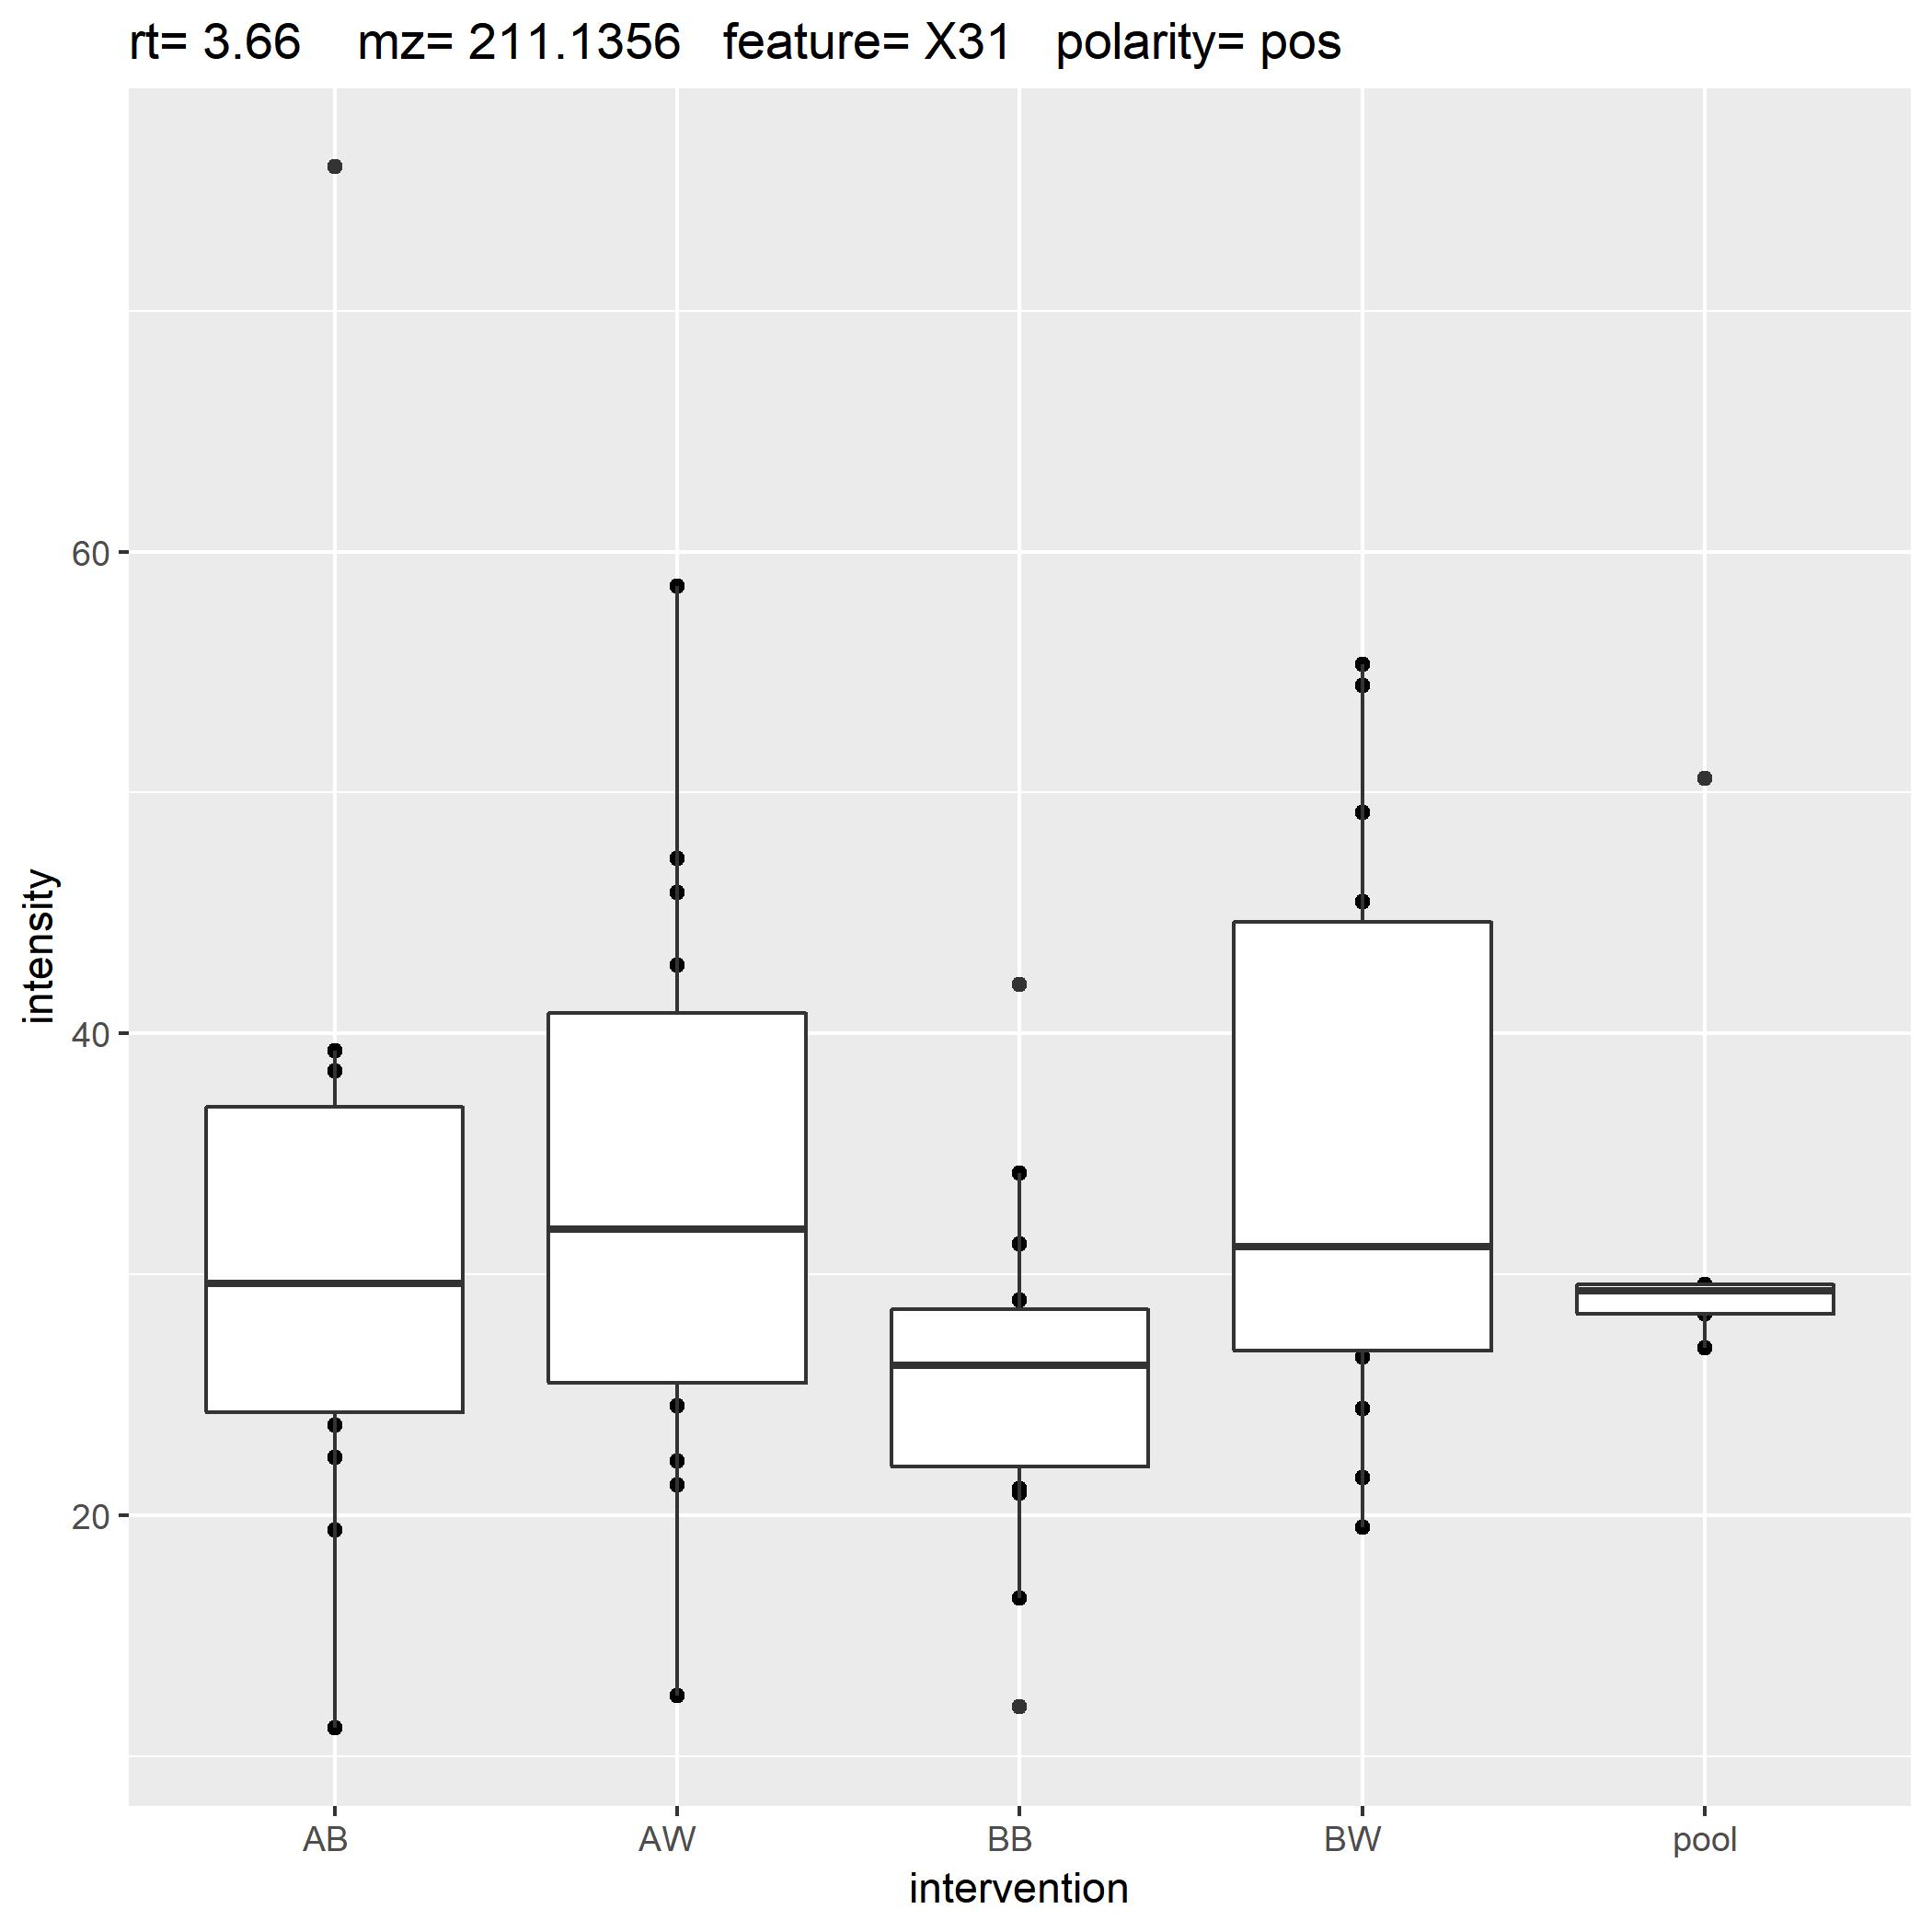 rt= 3.66 mz= 211.1356 feature= X31 polarity= pos
60
40
20
intensity
AB AW BB BW pool
intervention